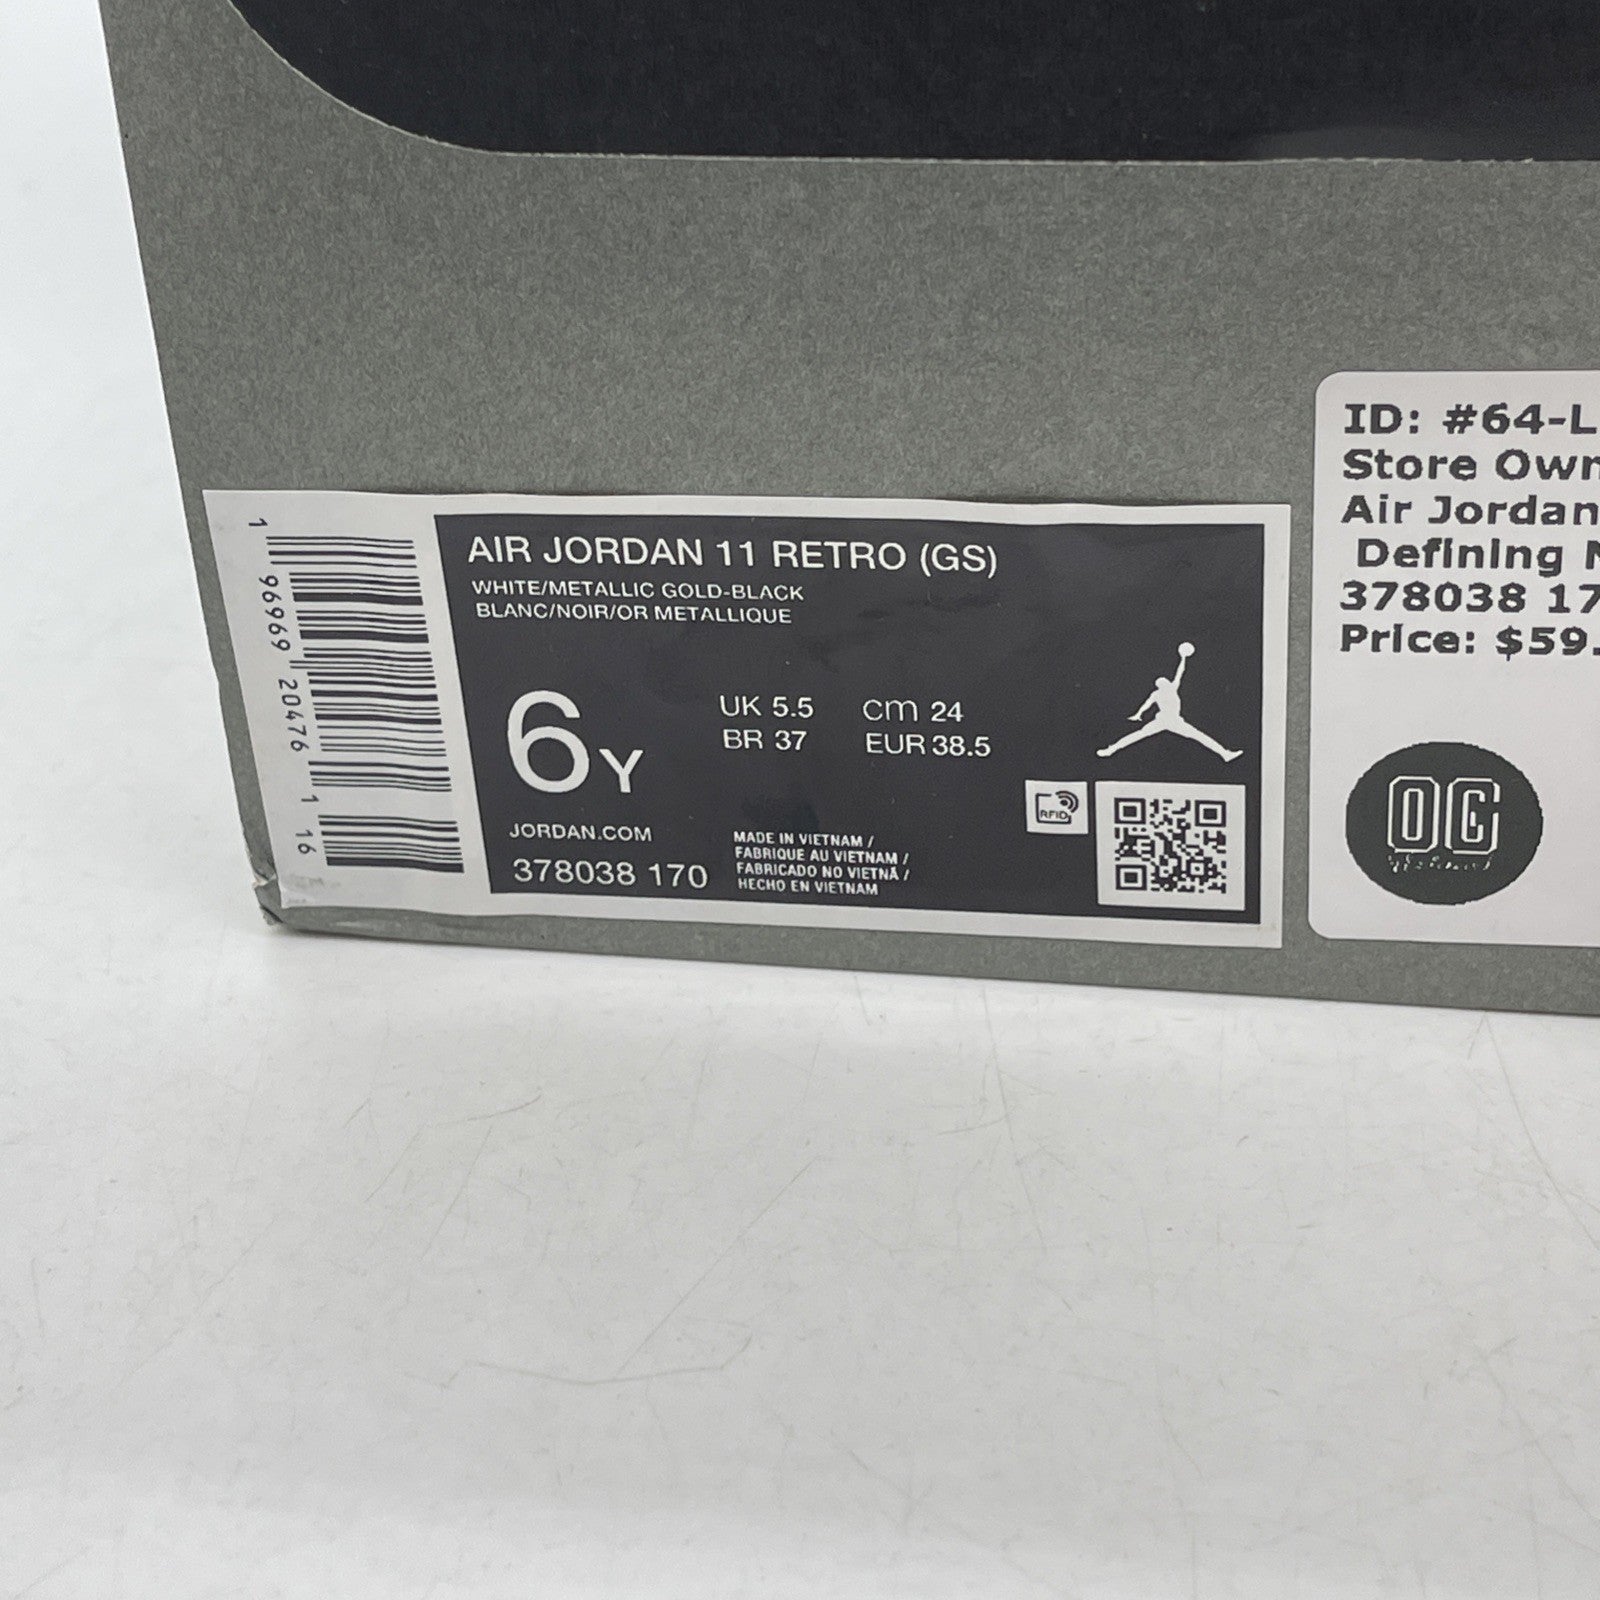 AIR JORDAN 11 RETRO (GS)
WHITE/METALLIC GOLD-BLACK
BLANC/NOIR/OR METALLIQUE
6Y
UK 5.5 cm 24
BR 37 EUR 38.5
JORDAN.COM
378038 170
MADE IN VIETNAM /
FABRIQUE AU VIETNAM /
FABRICADO NO VIETNÃ /
HECHO EN VIETNAM
RFID
1 96969 20476 1 16
ID: #64-L
Store Own
Air Jordan
Defining
378038 17
Price: $59.
OG